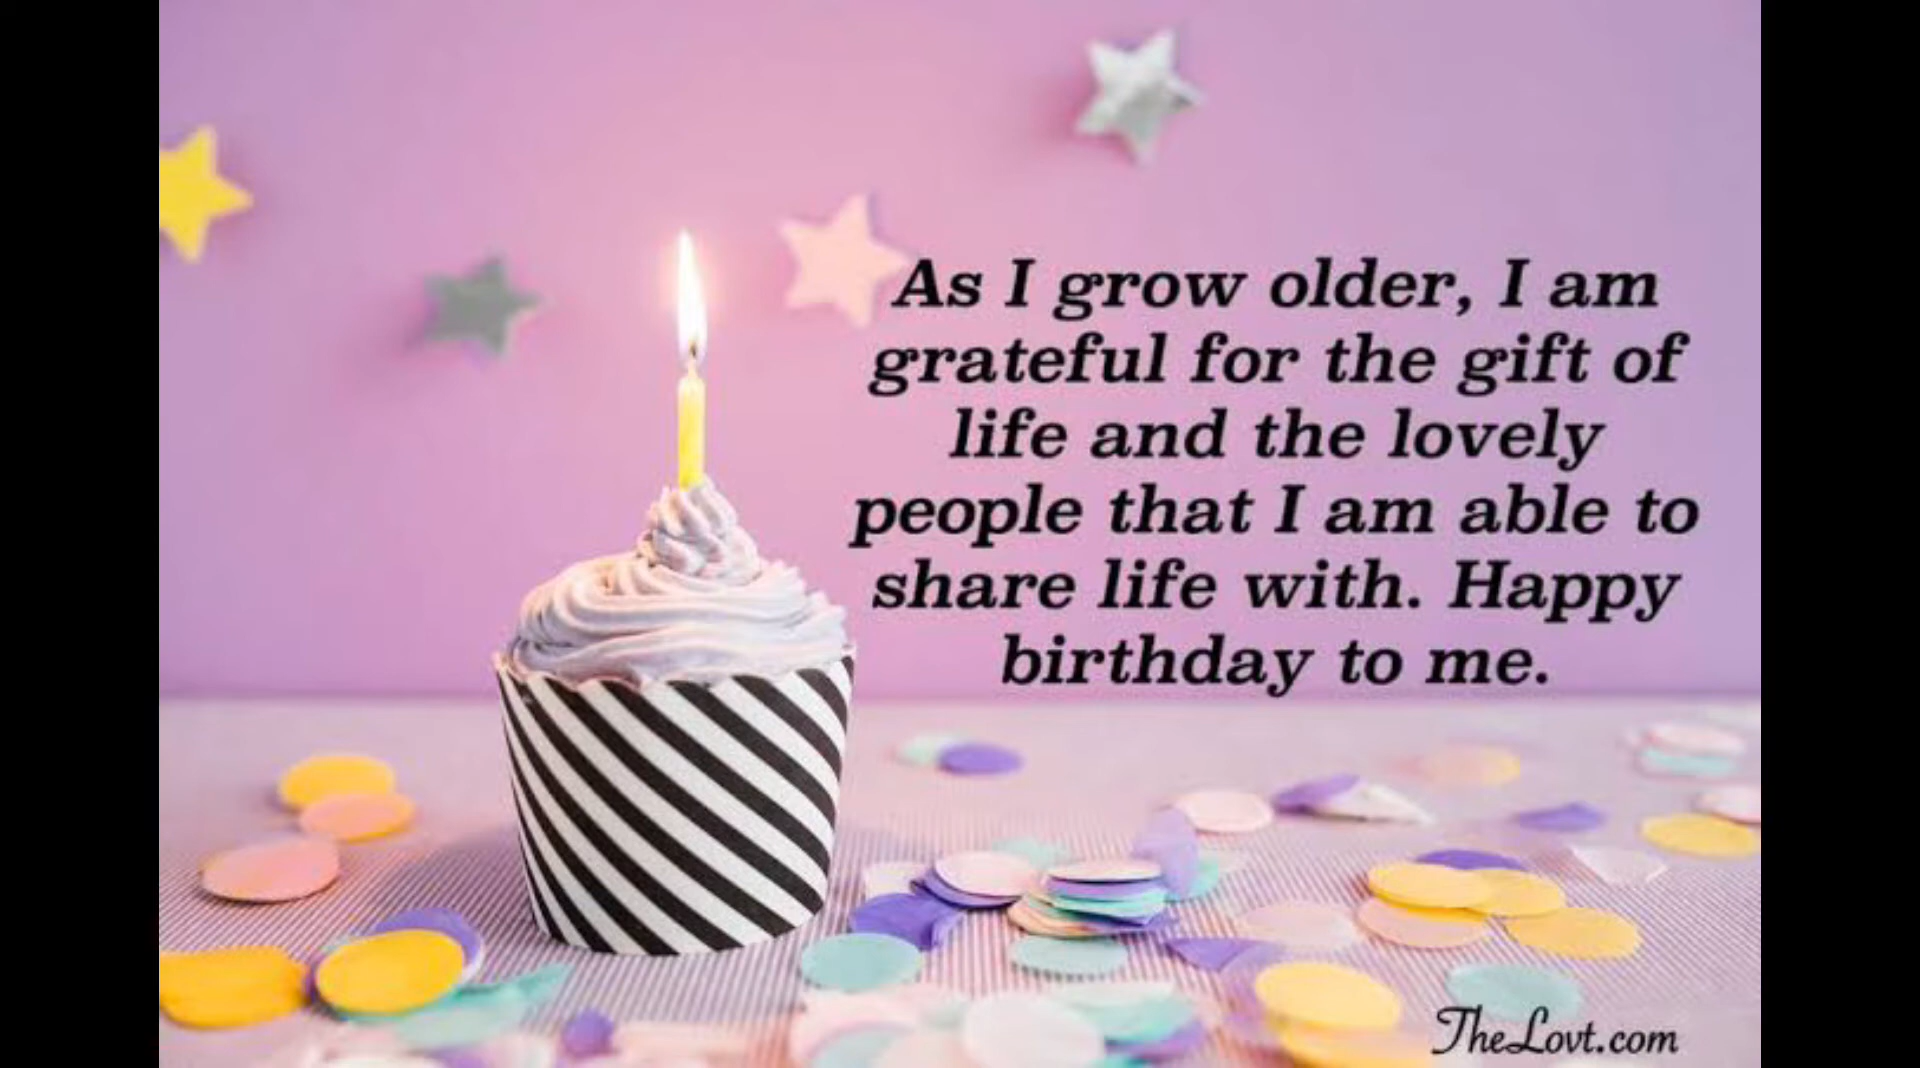 As I grow older, I am
grateful for the gift of
life and the lovely
people that I am able to
share life with. Happy
birthday to me.
TheLovt.com